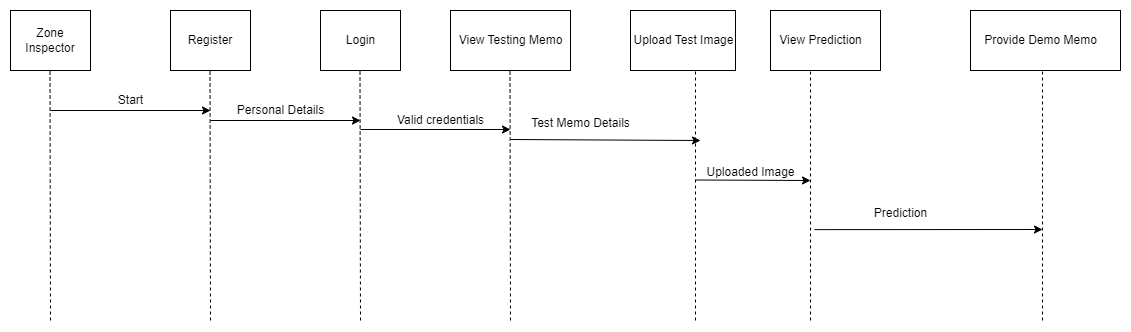 Zone
Inspector
Register
Login
View Testing Memo
Upload Test Image
View Prediction
Provide Demo Memo
Start
Personal Details
Valid credentials
Test Memo Details
Uploaded Image
Prediction